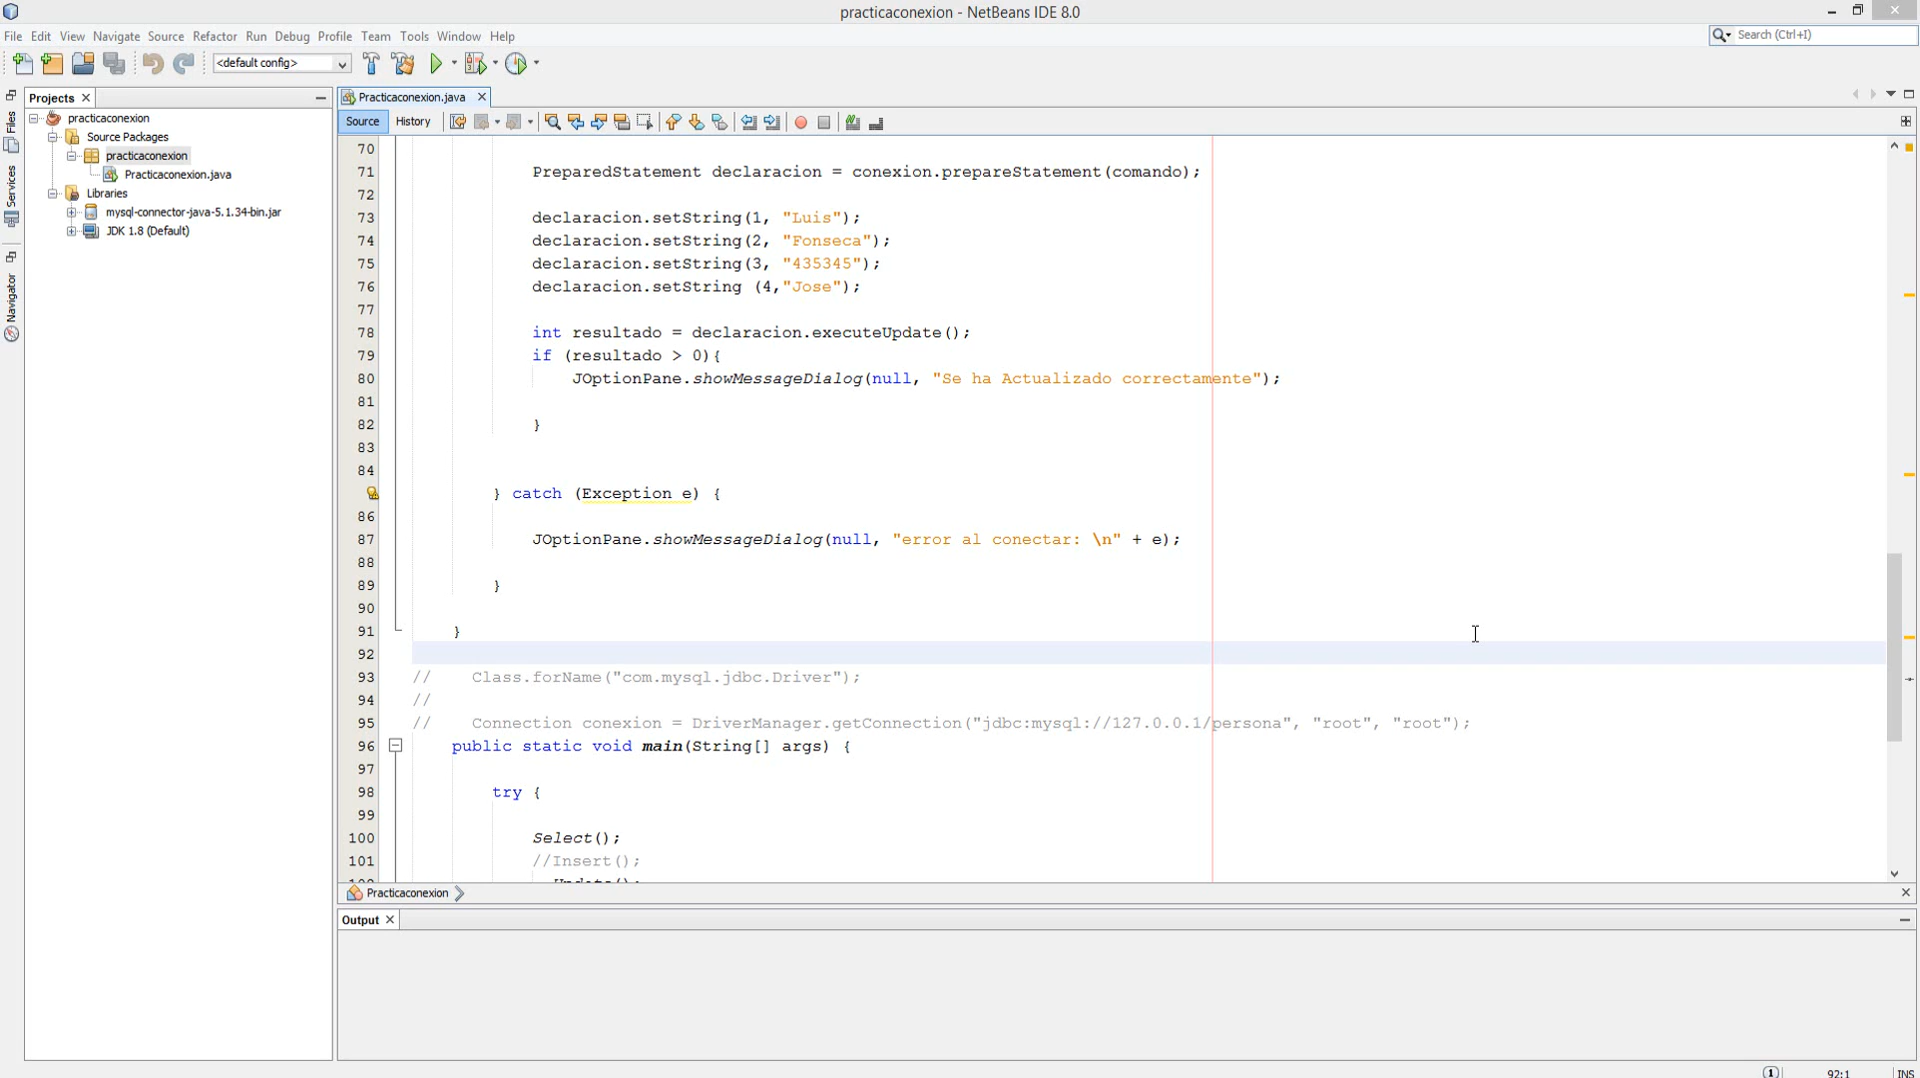 practicaconexion - NetBeans IDE 8.0
File Edit View Navigate Source Refactor Run Debug Profile Team Tools Window Help
Search (Ctrl+I)
<default config>
Files
Services
Navigator
Projects
practicaconexion
Source Packages
practicaconexion
Practicaconexion.java
Libraries
mysql-connector-java-5.1.34-bin.jar
JDK 1.8 (Default)
Practicaconexion.java
Source History
70
71 PreparedStatement declaracion = conexion.prepareStatement(comando);
72
73 declaracion.setString(1, "Luis");
74 declaracion.setString(2, "Fonseca");
75 declaracion.setString(3, "435345");
76 declaracion.setString (4,"Jose");
77
78 int resultado = declaracion.executeUpdate();
79 if (resultado > 0){
80 JOptionPane.showMessageDialog(null, "Se ha Actualizado correctamente");
81
82 }
83
84
} catch (Exception e) {
86
87 JOptionPane.showMessageDialog(null, "error al conectar: \n" + e);
88
89 }
90
91 }
92
93 // Class.forName("com.mysql.jdbc.Driver");
94 //
95 // Connection conexion = DriverManager.getConnection("jdbc:mysql://127.0.0.1/persona", "root", "root");
96 public static void main(String[] args) {
97
98 try {
99
100 Select();
101 //Insert();
Practicaconexion
Output
92:1 INS